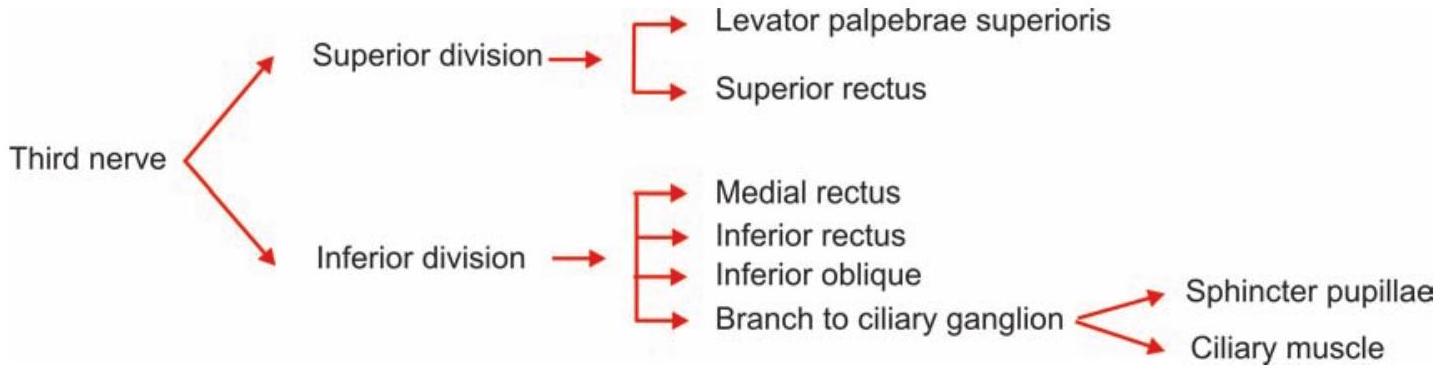 Levator palpebrae superioris
Superior division
Superior rectus
Third nerve
Medial rectus
Inferior rectus
Inferior division
Inferior oblique
Branch to ciliary ganglion
Sphincter pupillae
Ciliary muscle